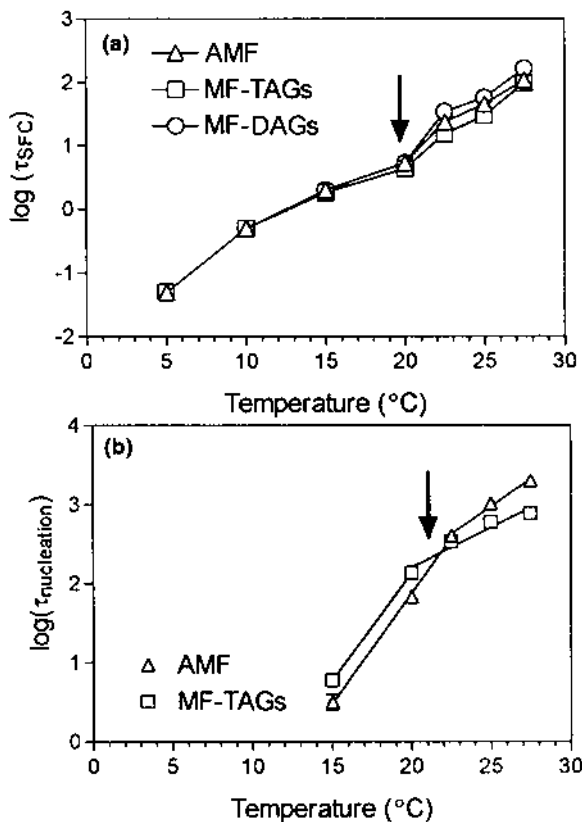 (a)
AMF
MF-TAGs
MF-DAGs
log (τSFC)
3
2
1
0
-1
-2
0 5 10 15 20 25 30
Temperature (°C)
(b)
log(τnucleation)
4
3
2
1
0
AMF
MF-TAGs
0 5 10 15 20 25 30
Temperature (°C)